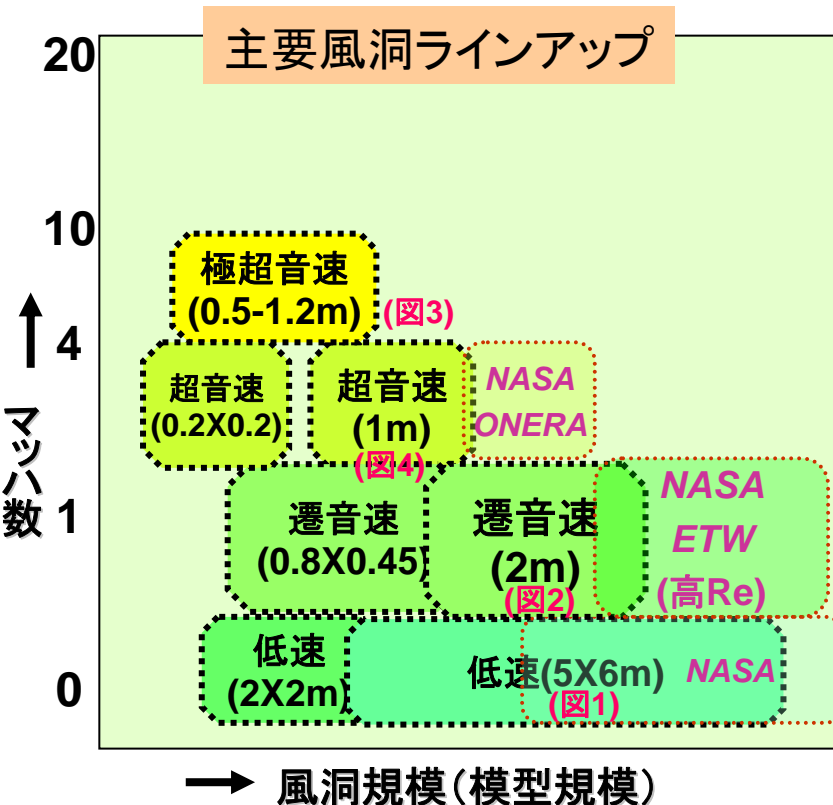 主要風洞ラインアップ
20
10
極超音速
(0.5-1.2m)
(図3)
4
超音速
(0.2X0.2)
超音速
(1m)
(図4)
NASA
ONERA
マッハ数
1
遷音速
(0.8X0.45)
遷音速
(2m)
(図2)
NASA
ETW
(高Re)
0
低速
(2X2m)
低速(5X6m)
(図1)
NASA
風洞規模(模型規模)